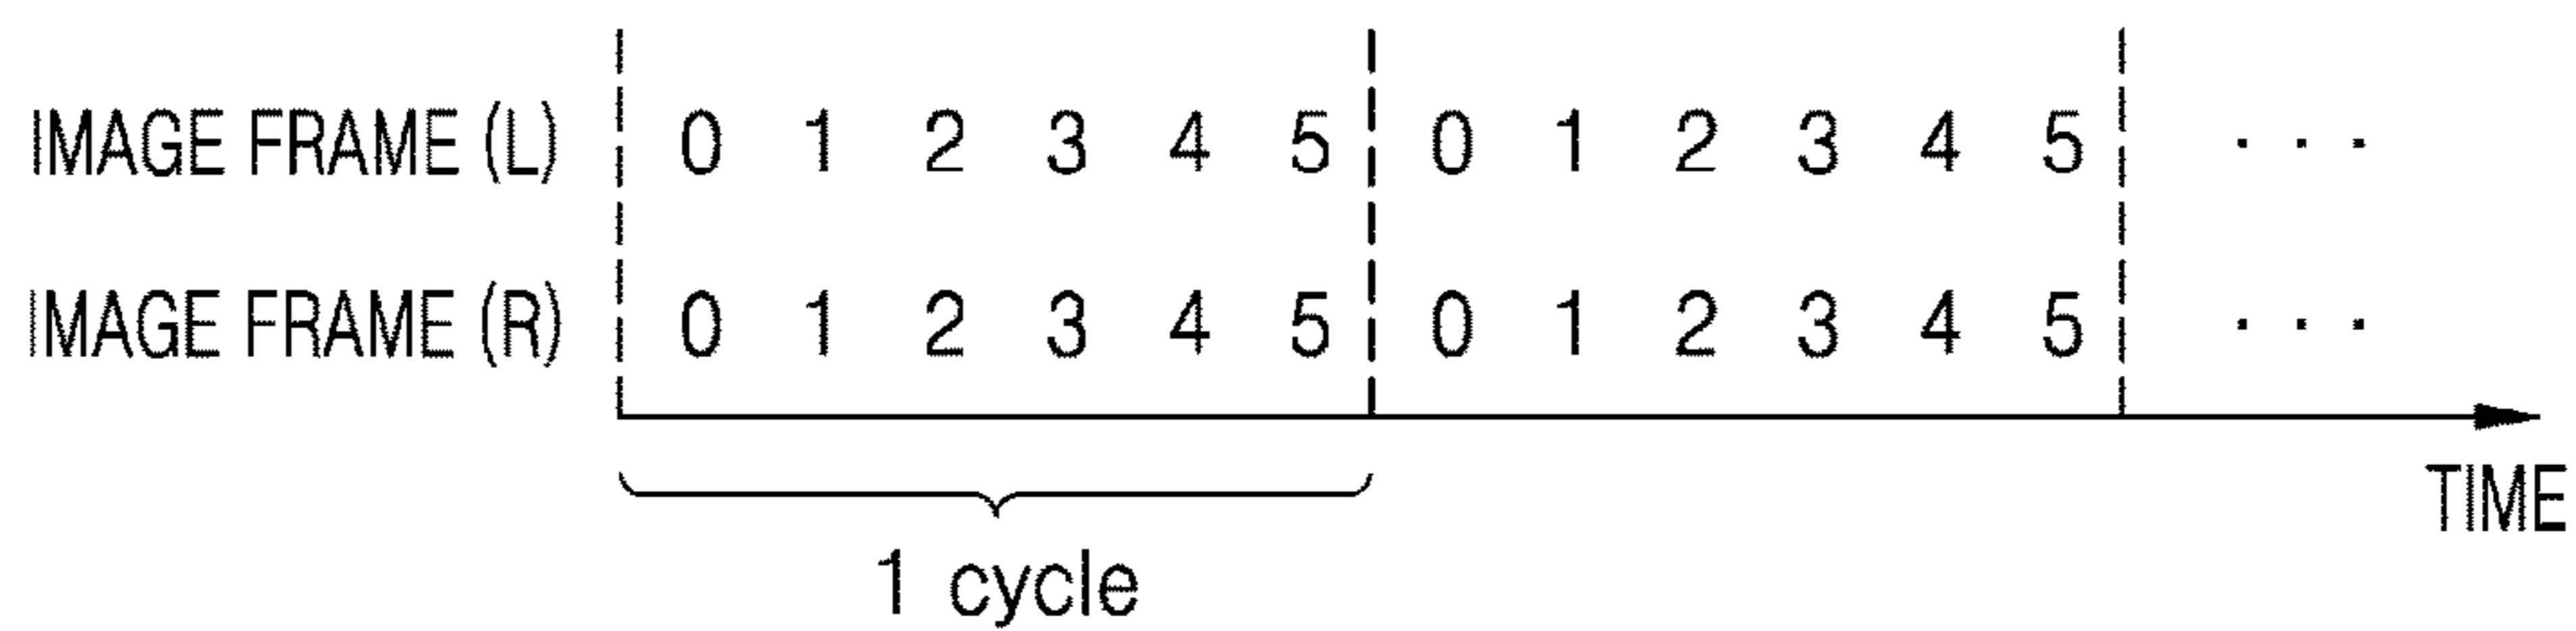 IMAGE FRAME (L) 0 1 2 3 4 5 0 1 2 3 4 5 . . .
IMAGE FRAME (R) 0 1 2 3 4 5 0 1 2 3 4 5 . . .
TIME
1 cycle